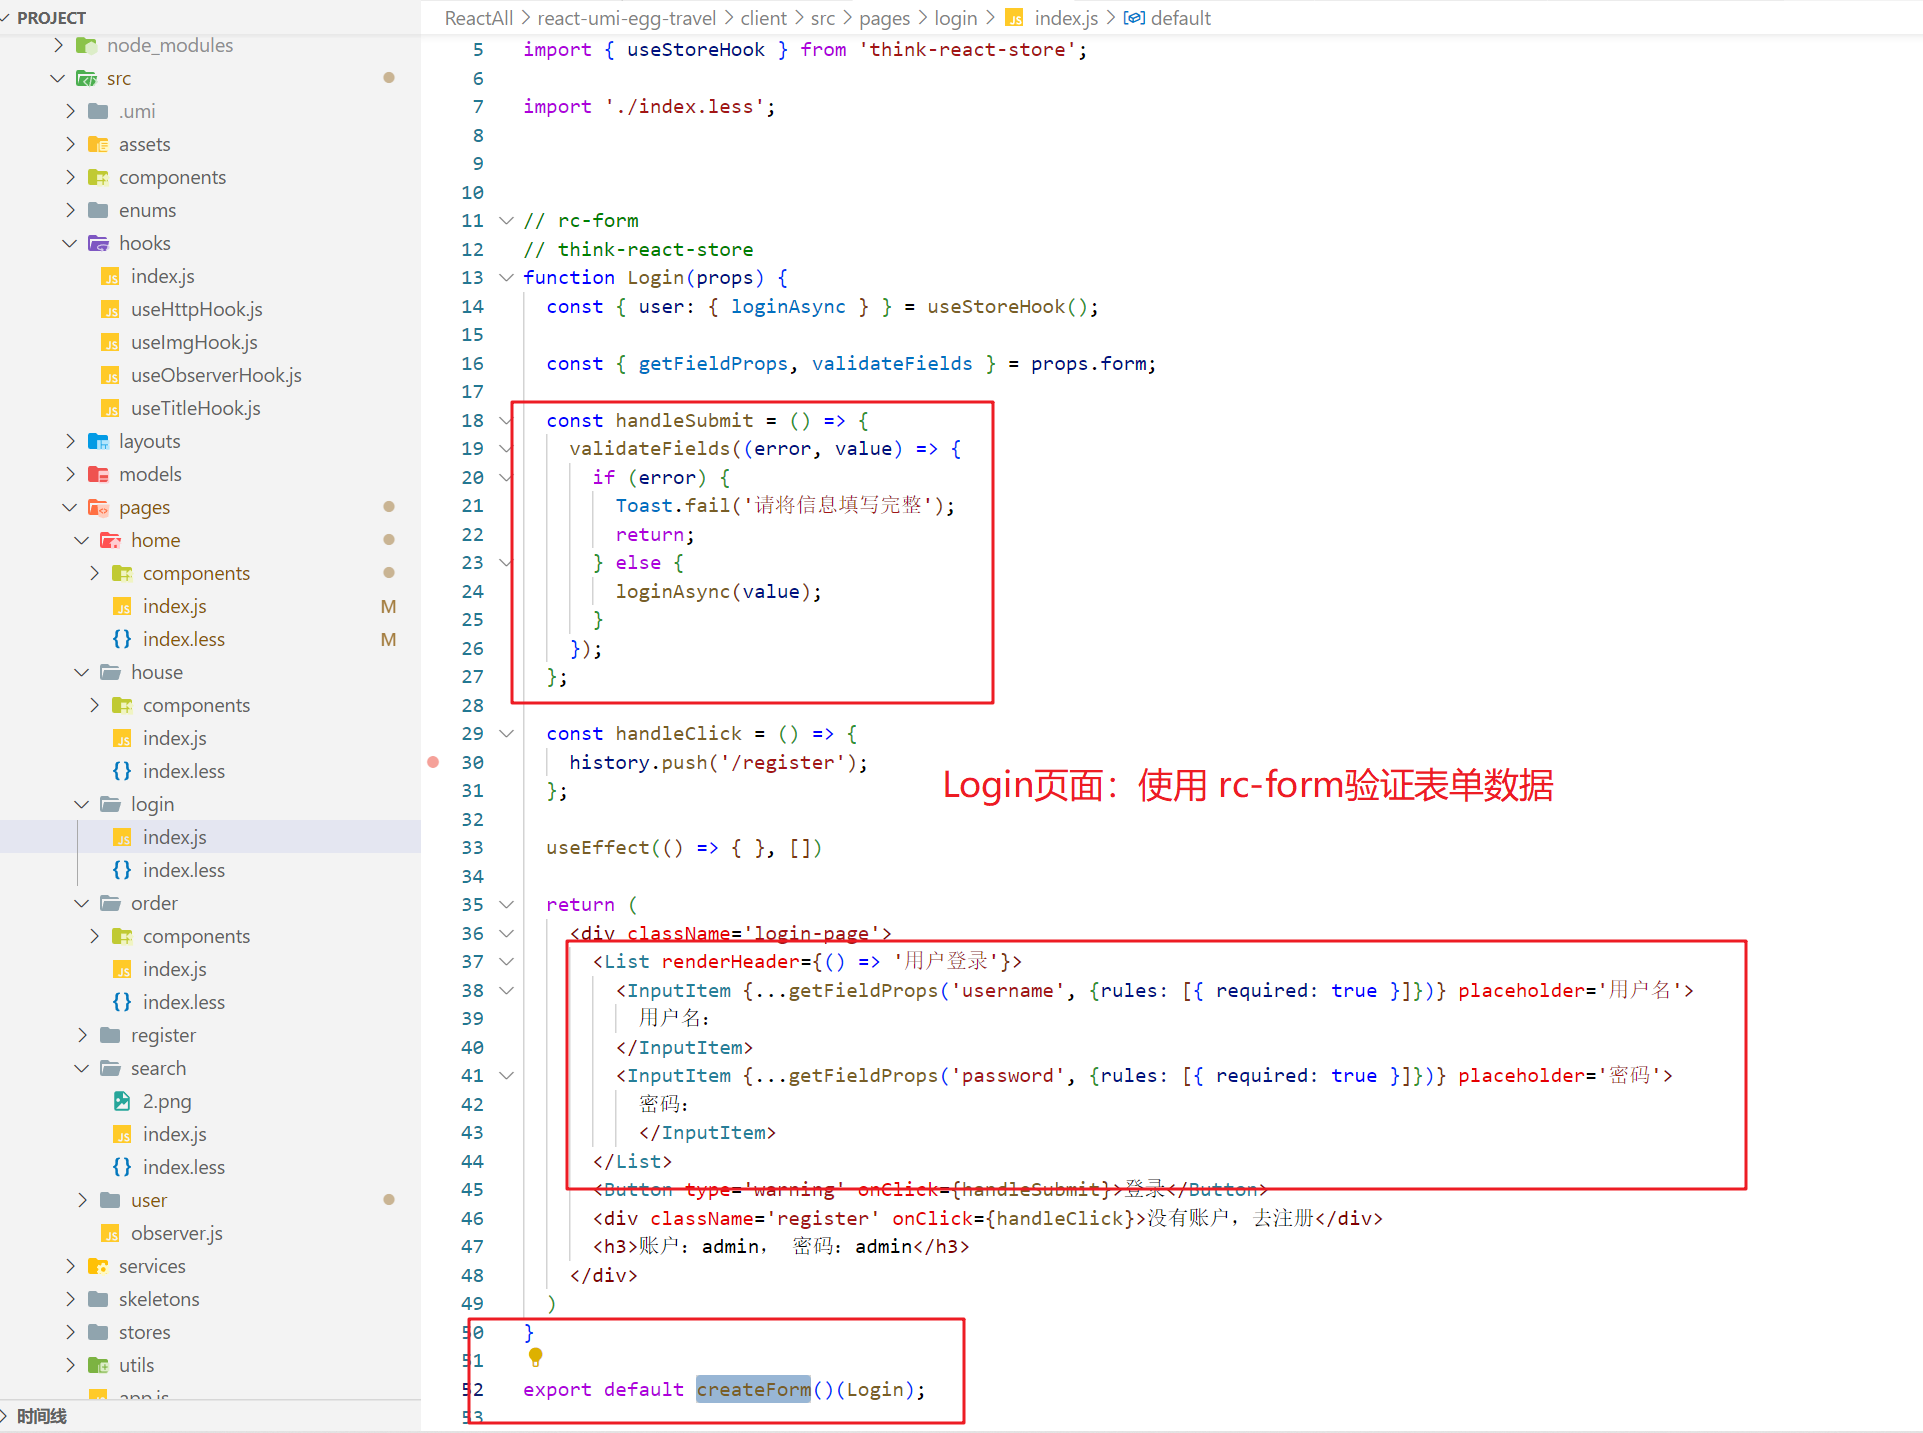 PROJECT
node_modules
src
.umi
assets
components
enums
hooks
index.js
useHttpHook.js
useImgHook.js
useObserverHook.js
useTitleHook.js
layouts
models
pages
home
components
index.js M
index.less M
house
components
index.js
index.less
login
index.js
index.less
order
components
index.js
index.less
register
search
2.png
index.js
index.less
user
observer.js
services
skeletons
stores
utils
app.js
时间线
ReactAll > react-umi-egg-travel > client > src > pages > login > index.js > default
5 import { useStoreHook } from 'think-react-store';
6
7 import './index.less';
8
9
10
11 // rc-form
12 // think-react-store
13 function Login(props) {
14 const { user: { loginAsync } } = useStoreHook();
15
16 const { getFieldProps, validateFields } = props.form;
17
18 const handleSubmit = () => {
19 validateFields((error, value) => {
20 if (error) {
21 Toast.fail('请将信息填写完整');
22 return;
23 } else {
24 loginAsync(value);
25 }
26 });
27 };
28
29 const handleClick = () => {
30 history.push('/register');
31 };
Login页面：使用 rc-form验证表单数据
32
33 useEffect(() => { }, [])
34
35 return (
36 <div className='login-page'>
37 <List renderHeader={() => '用户登录'}>
38 <InputItem {...getFieldProps('username', {rules: [{ required: true }]})} placeholder='用户名'>
39 用户名：
40 </InputItem>
41 <InputItem {...getFieldProps('password', {rules: [{ required: true }]})} placeholder='密码'>
42 密码：
43 </InputItem>
44 </List>
45 <Button type='warning' onClick={handleSubmit}>登录</Button>
46 <div className='register' onClick={handleClick}>没有账户，去注册</div>
47 <h3>账户：admin， 密码：admin</h3>
48 </div>
49 )
50 }
51
52 export default createForm()(Login);
53